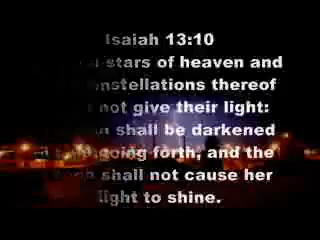 Isaiah 13:10
stars of heaven and
constellations thereof
not give their light:
shall be darkened
going forth, and the
shall not cause her
light to shine.